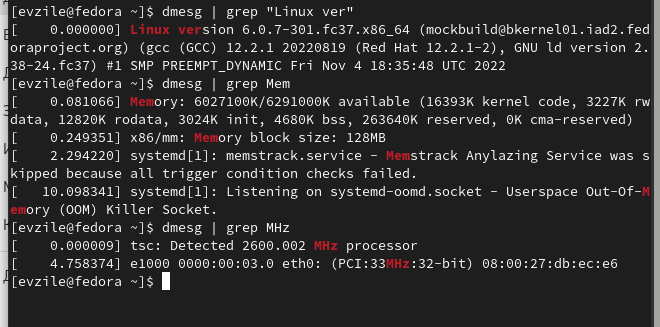 [evzile@fedora ~]$ dmesg | grep "Linux ver"
[    0.000000] Linux version 6.0.7-301.fc37.x86_64 (mockbuild@bkernel01.iad2.fed
oraproject.org) (gcc (GCC) 12.2.1 20220819 (Red Hat 12.2.1-2), GNU ld version 2.
38-24.fc37) #1 SMP PREEMPT_DYNAMIC Fri Nov 4 18:35:48 UTC 2022
[evzile@fedora ~]$ dmesg | grep Mem
[    0.081066] Memory: 6027100K/6291000K available (16393K kernel code, 3227K rw
data, 12820K rodata, 3024K init, 4680K bss, 263640K reserved, 0K cma-reserved)
[    0.249351] x86/mm: Memory block size: 128MB
[    2.294220] systemd[1]: memstrack.service - Memstrack Anylazing Service was s
kipped because all trigger condition checks failed.
[   10.098341] systemd[1]: Listening on systemd-oomd.socket - Userspace Out-Of-M
emory (OOM) Killer Socket.
[evzile@fedora ~]$ dmesg | grep MHz
[    0.000009] tsc: Detected 2600.002 MHz processor
[    4.758374] e1000 0000:00:03.0 eth0: (PCI:33MHz:32-bit) 08:00:27:db:ec:e6
[evzile@fedora ~]$